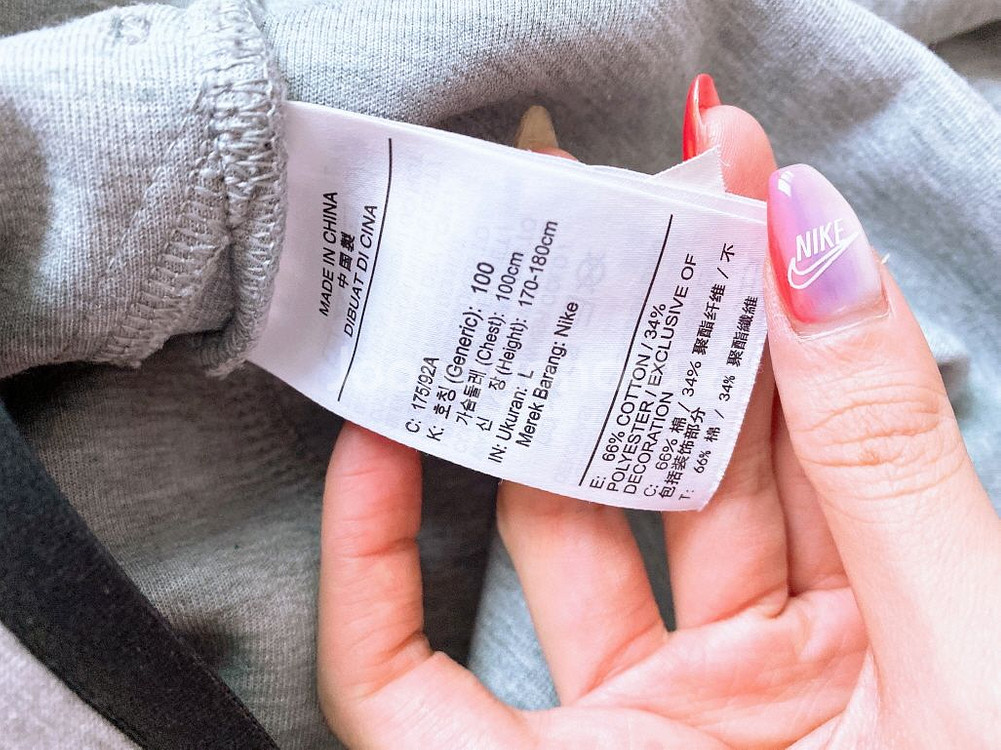 MADE IN CHINA
中國製
DIBUAT DI CINA
C: 175/92A
K: 호칭 (Generic): 100
가슴둘레 (Chest): 100cm
신 장 (Height): 170-180cm
IN: Ukuran: L
Merek Barang: Nike
E: 96% COTTON / 34%
POLYESTER / EXCLUSIVE OF
DECORATION
C: 66% 棉 / 34% 聚酯纤维 / 不
包括装饰部分
T: 66% 棉 / 34% 聚酯纖維
NIKE